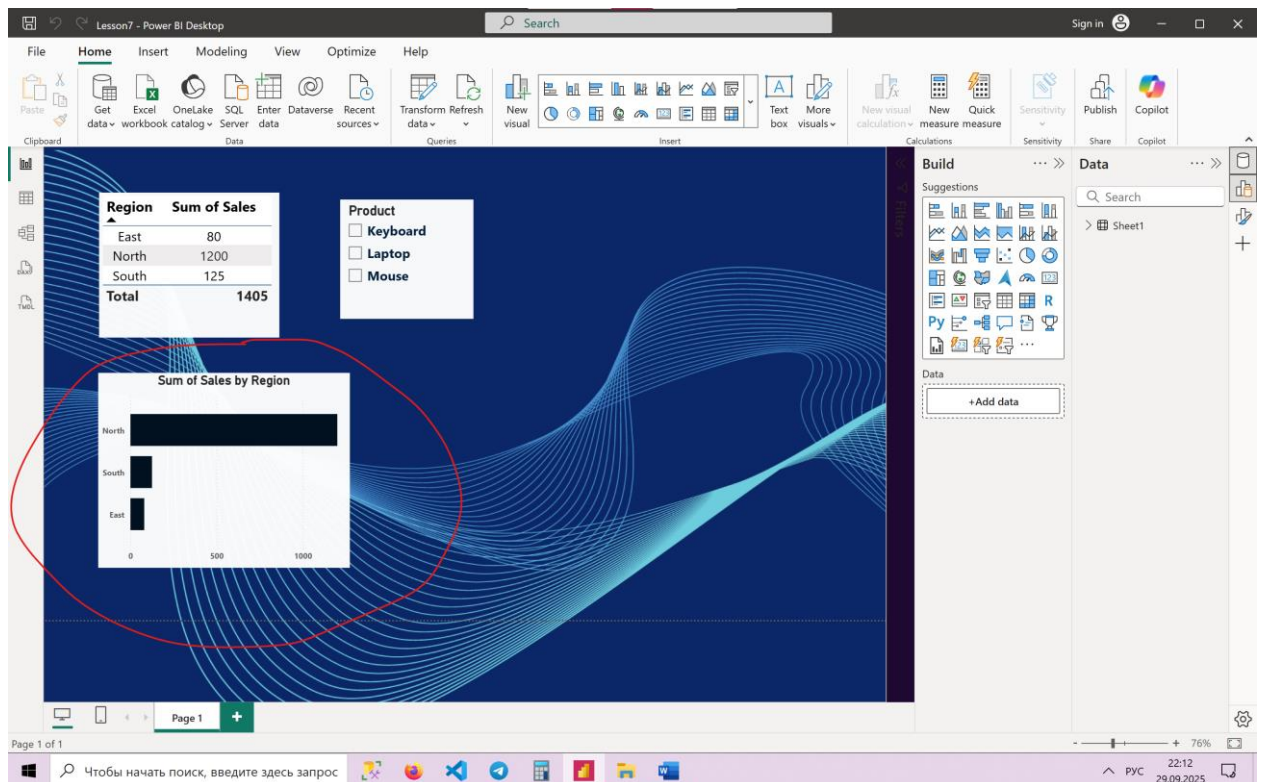 Lesson7 - Power BI Desktop
Search
Sign in
File Home Insert Modeling View Optimize Help
Paste
Get data
Excel workbook
OneLake catalog
SQL Server
Enter data
Dataverse
Recent sources
Transform data
Refresh
New visual
Text box
More visuals
New visual calculation
New measure
Quick measure
Sensitivity
Publish
Copilot
Clipboard Data Queries Insert Calculations Sensitivity Share Copilot
Region Sum of Sales
East 80
North 1200
South 125
Total 1405
Product
Keyboard
Laptop
Mouse
Sum of Sales by Region
North
South
East
0 500 1000
Filters
Build
Suggestions
123
R
Py
Data
+Add data
Data
Search
Sheet1
DAX
TMDL
Page 1
Page 1 of 1
76%
Чтобы начать поиск, введите здесь запрос
РУС
22:12
29.09.2025